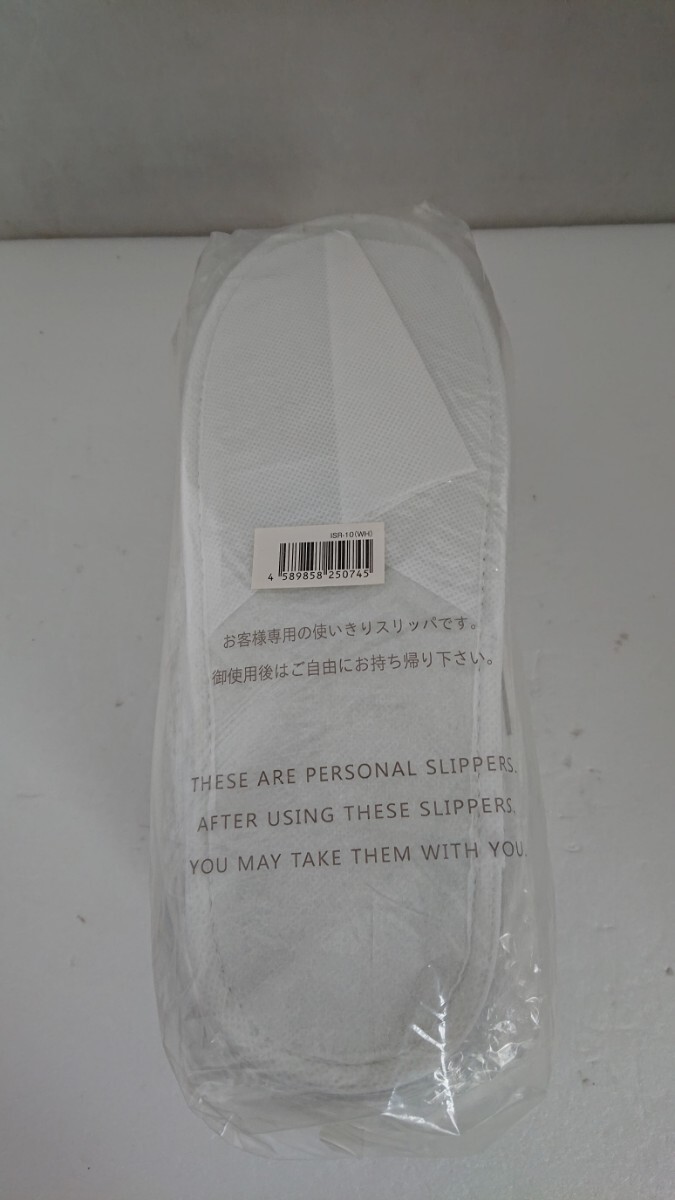 ISR-10(WH)
4 589858 250745
お客様専用の使いきりスリッパです。
御使用後はご自由にお持ち帰り下さい。
THESE ARE PERSONAL SLIPPERS.
AFTER USING THESE SLIPPERS,
YOU MAY TAKE THEM WITH YOU.